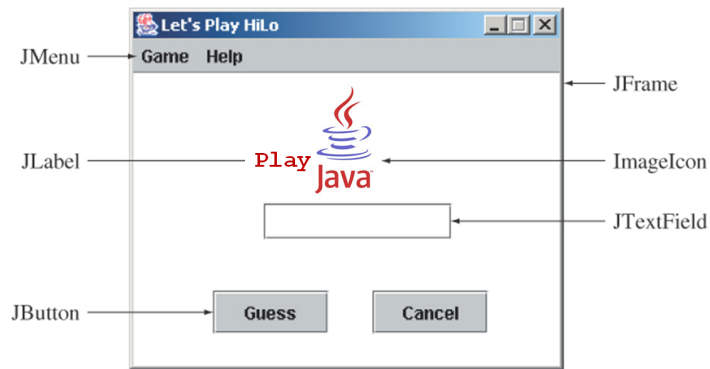 Let's Play HiLo
JMenu
Game Help
JFrame
JLabel
Play
Java
ImageIcon
JTextField
JButton
Guess
Cancel